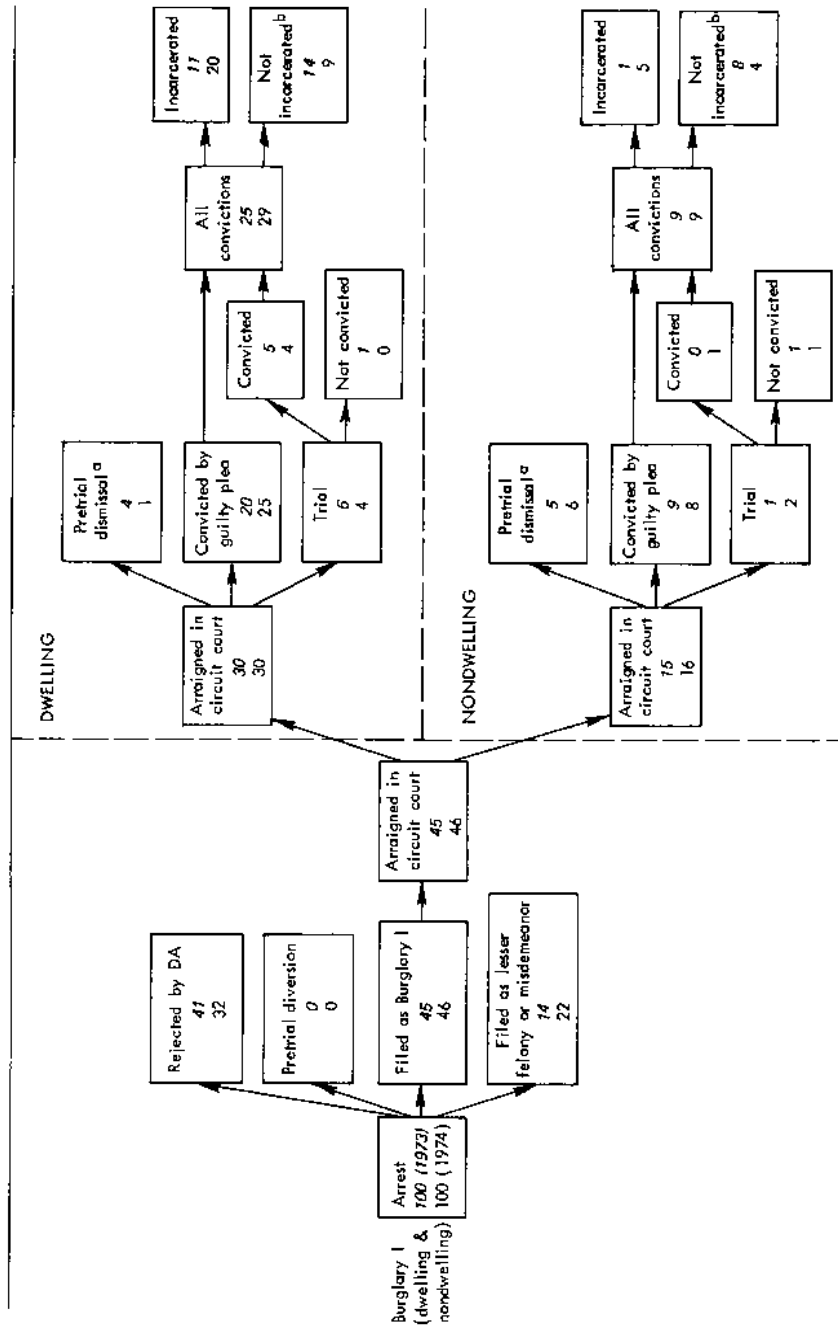 Burglary I
(dwelling &
nondwelling)
Arrest
100 (1973)
100 (1974)
Rejected by DA
41
32
Pretrial diversion
0
0
Filed as Burglary I
45
46
Filed as lesser
felony or misdemeanor
14
22
Arraigned in
circuit court
45
46
DWELLING
Arraigned in
circuit court
30
30
Pretrial
dismissal a
4
1
Convicted by
guilty plea
20
25
Trial
6
4
Convicted
5
4
Not convicted
1
0
All
convictions
25
29
Incarcerated
11
20
Not
incarcerated b
14
9
NONDWELLING
Arraigned in
circuit court
15
16
Pretrial
dismissal a
5
6
Convicted by
guilty plea
9
8
Trial
1
2
Convicted
0
1
Not convicted
1
1
All
convictions
9
9
Incarcerated
1
5
Not
incarcerated b
8
4